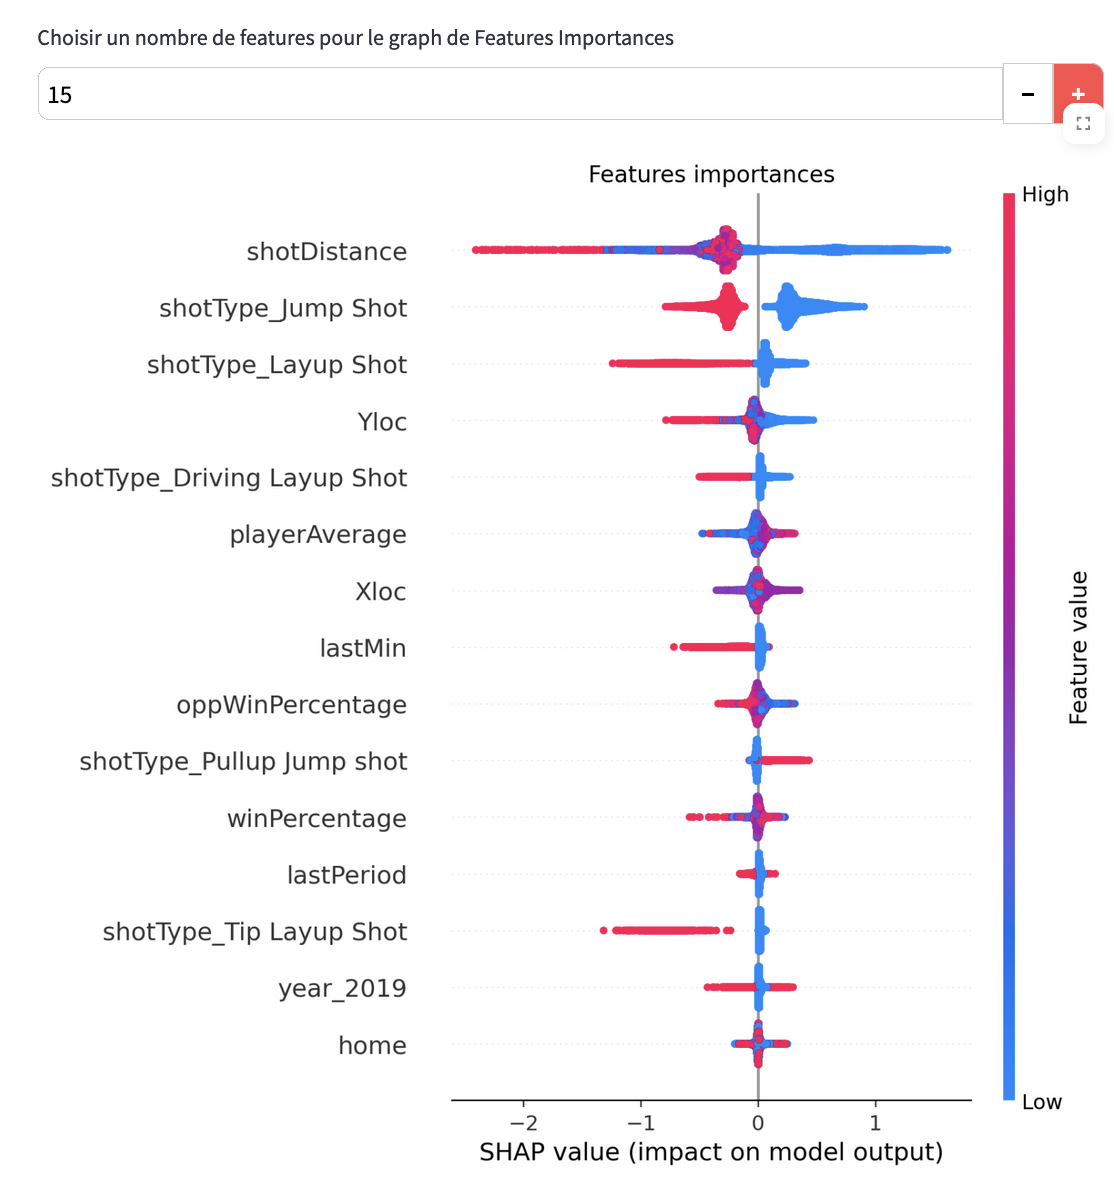 Choisir un nombre de features pour le graph de Features Importances
15
−
+
Features importances
High
shotDistance
shotType_Jump Shot
shotType_Layup Shot
Yloc
shotType_Driving Layup Shot
playerAverage
Xloc
lastMin
oppWinPercentage
shotType_Pullup Jump shot
winPercentage
lastPeriod
shotType_Tip Layup Shot
year_2019
home
Feature value
Low
−2 −1 0 1
SHAP value (impact on model output)